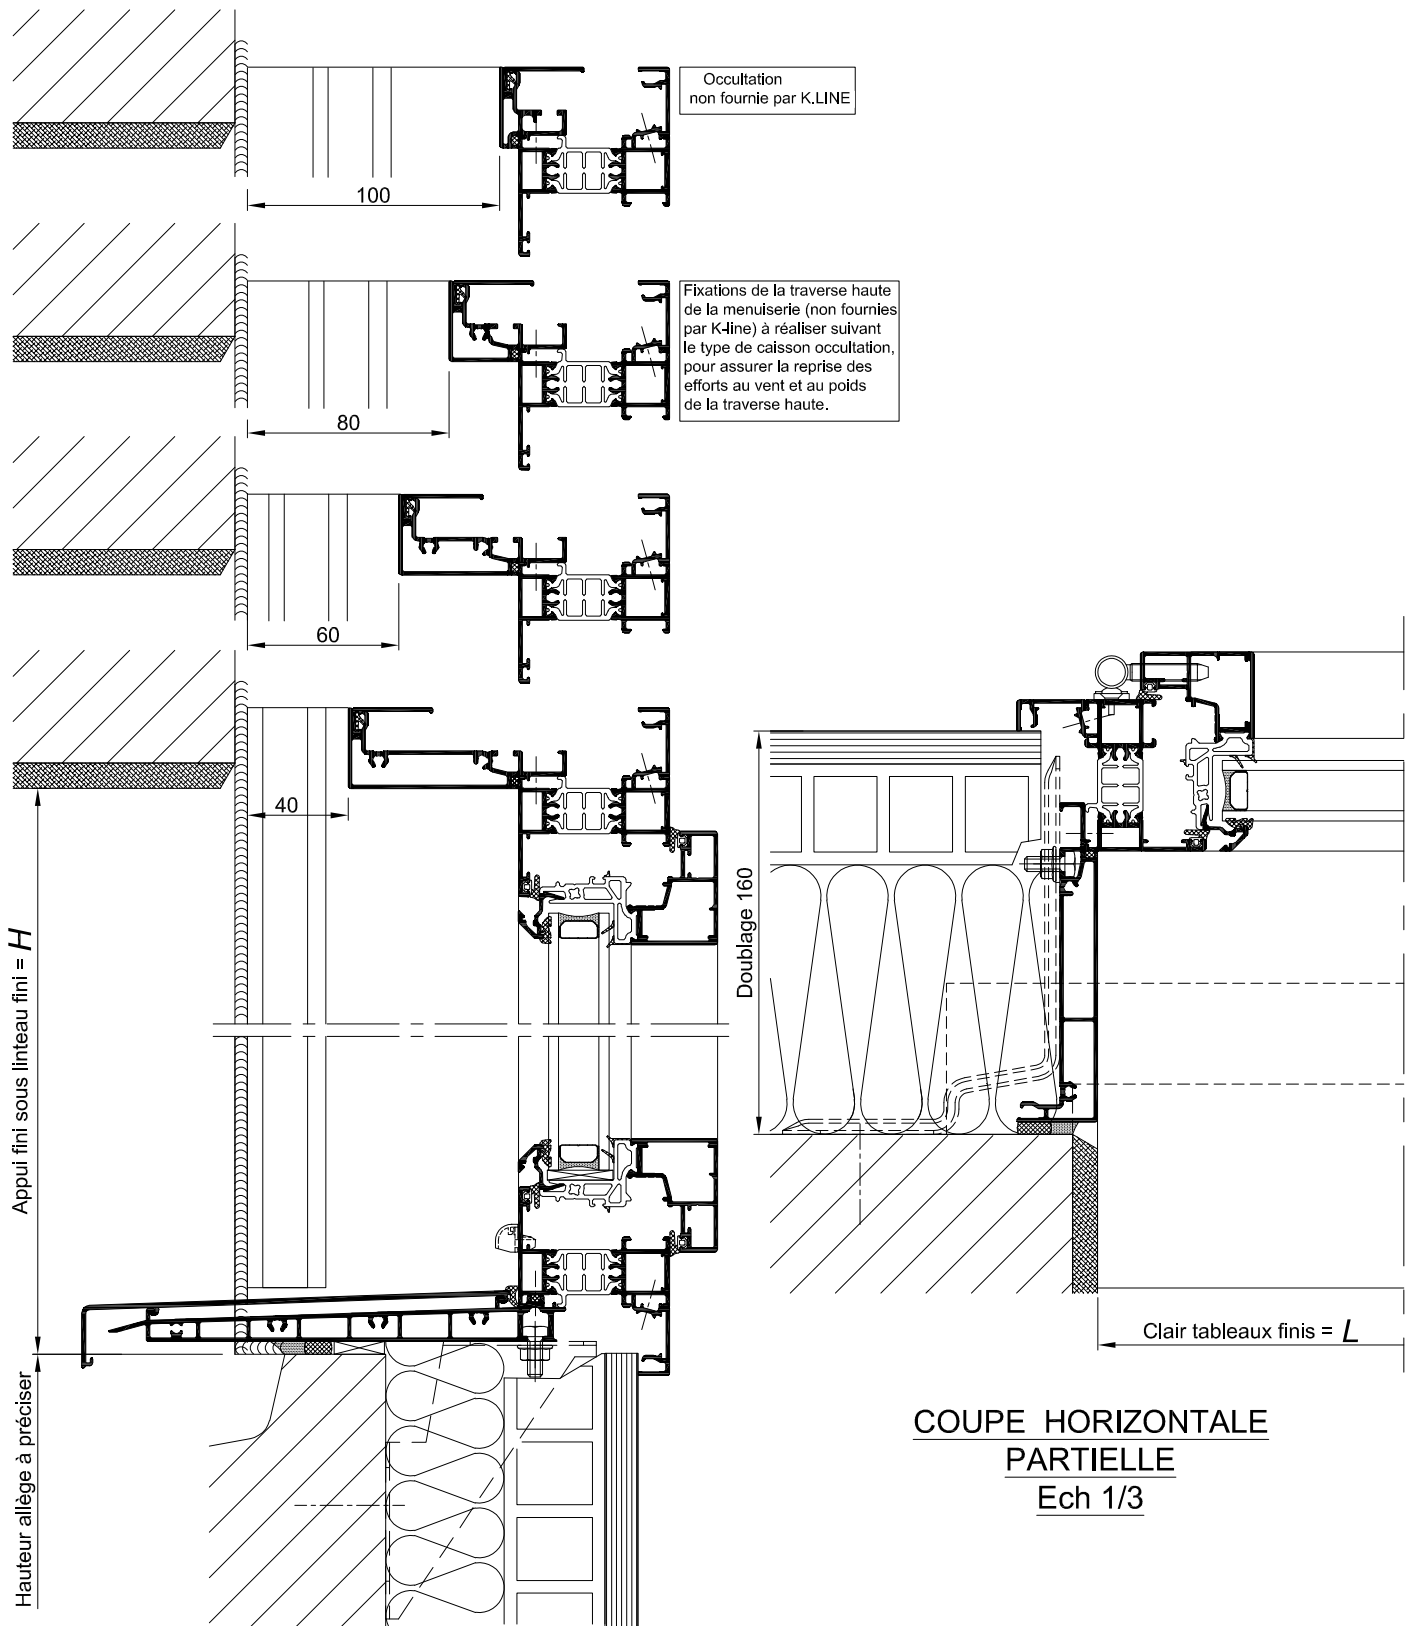 Occultation
non fournie par K.LINE
100
Fixations de la traverse haute
de la menuiserie (non fournies
par K-line) à réaliser suivant
le type de caisson occultation,
pour assurer la reprise des
efforts au vent et au poids
de la traverse haute.
80
60
40
Appui fini sous linteau fini = H
Hauteur allège à préciser
Doublage 160
Clair tableaux finis = L
COUPE HORIZONTALE
PARTIELLE
Ech 1/3